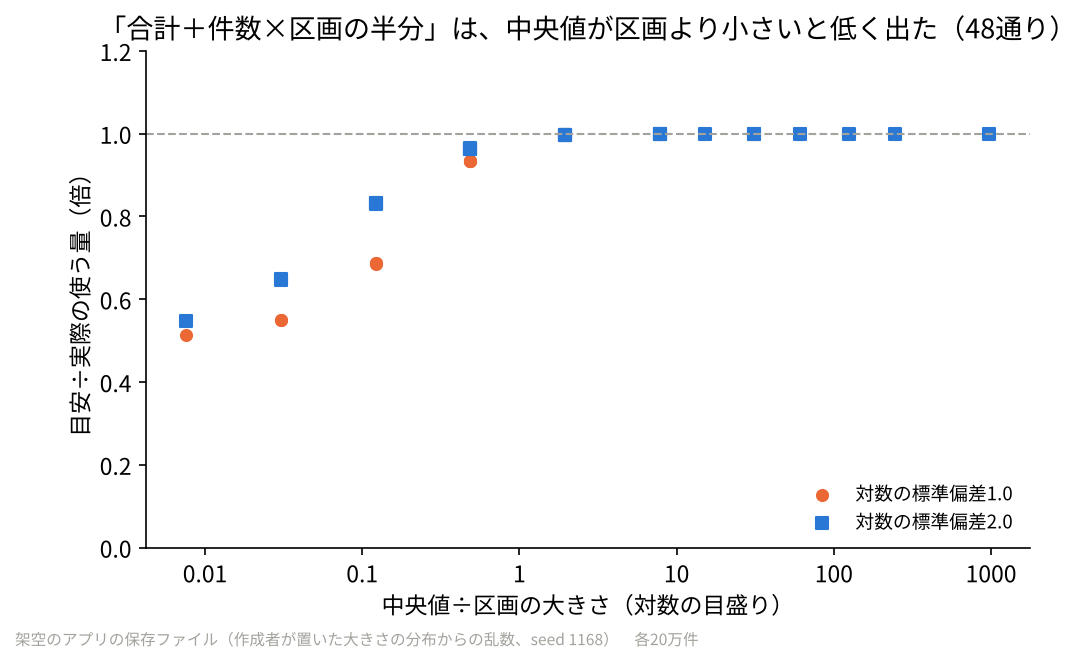 「合計＋件数×区画の半分」は、中央値が区画より小さいと低く出た（48通り）
目安÷実際の使う量（倍）
1.2
1.0
0.8
0.6
0.4
0.2
0.0
対数の標準偏差1.0
対数の標準偏差2.0
0.01 0.1 1 10 100 1000
中央値÷区画の大きさ（対数の目盛り）
架空のアプリの保存ファイル（作成者が置いた大きさの分布からの乱数、seed 1168） 各20万件